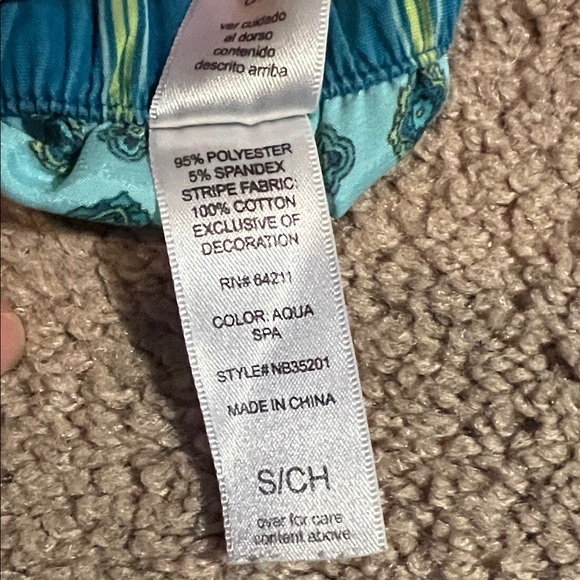 ver cuidado
al dorso
contenido
descrito arriba
95% POLYESTER
5% SPANDEX
STRIPE FABRIC:
100% COTTON
EXCLUSIVE OF
DECORATION
RN# 64211
COLOR: AQUA
SPA
STYLE# NB35201
MADE IN CHINA
S/CH
over for care
content above